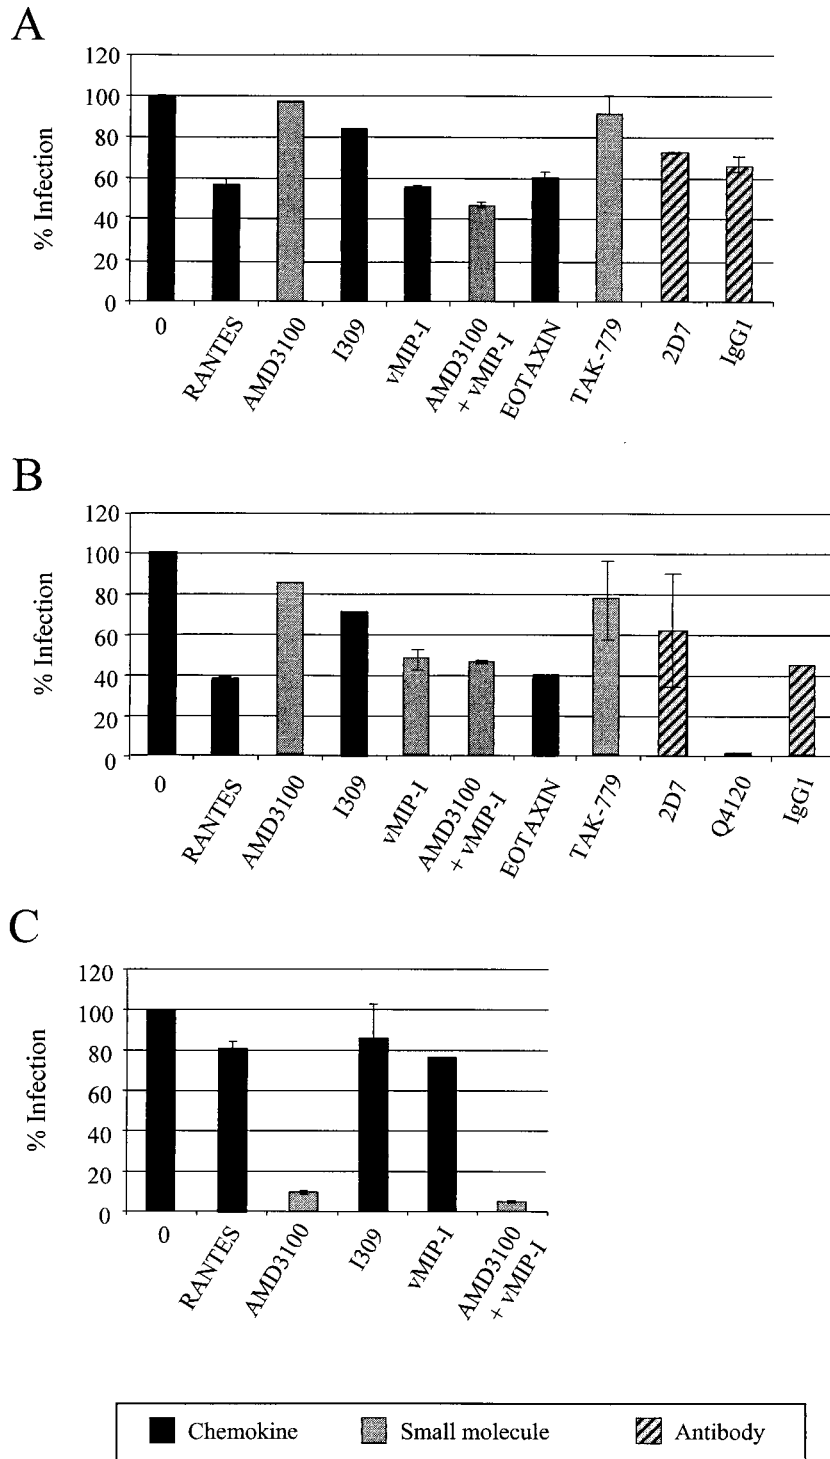 A
% Infection
120
100
80
60
40
20
0
0
RANTES
AMD3100
I309
vMIP-I
AMD3100
+ vMIP-I
EOTAXIN
TAK-779
2D7
IgG1
B
% Infection
120
100
80
60
40
20
0
0
RANTES
AMD3100
I309
vMIP-I
AMD3100
+ vMIP-I
EOTAXIN
TAK-779
2D7
Q4120
IgG1
C
% Infection
120
100
80
60
40
20
0
0
RANTES
AMD3100
I309
vMIP-I
AMD3100
+ vMIP-I
Chemokine
Small molecule
Antibody